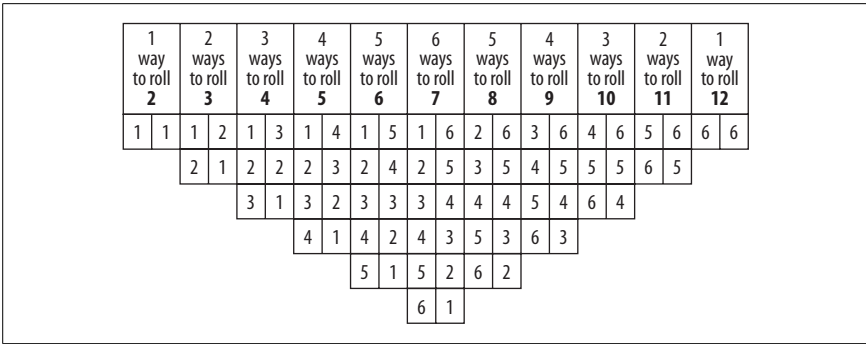 1 2 3 4 5 6 5 4 3 2 1
way ways ways ways ways ways ways ways ways ways way
to roll to roll to roll to roll to roll to roll to roll to roll to roll to roll to roll
2 3 4 5 6 7 8 9 10 11 12
1 1 1 2 1 3 1 4 1 5 1 6 2 6 3 6 4 6 5 6 6 6
2 1 2 2 2 3 2 4 2 5 3 5 4 5 5 5 6 5
3 1 3 2 3 3 3 4 4 4 5 4 6 4
4 1 4 2 4 3 5 3 6 3
5 1 5 2 6 2
6 1